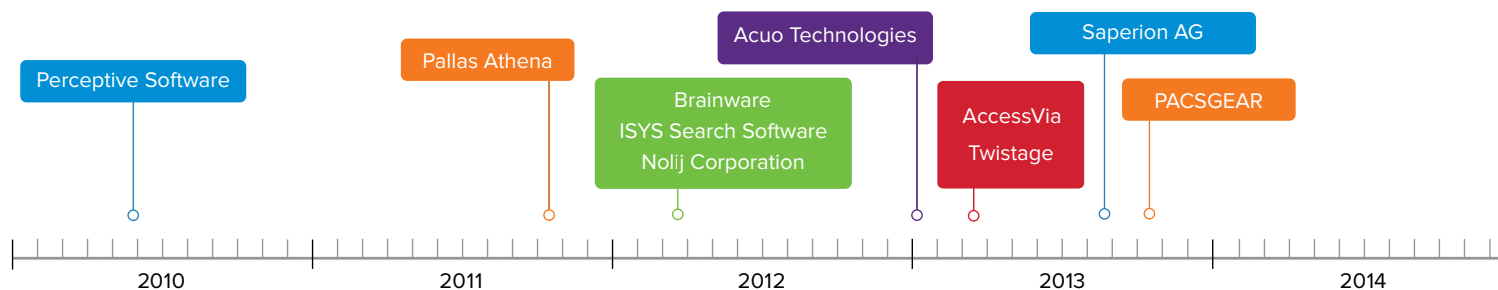 Perceptive Software
Pallas Athena
Brainware
ISYS Search Software
Nolij Corporation
Acuo Technologies
AccessVia
Twistage
Saperion AG
PACSGEAR
2010
2011
2012
2013
2014